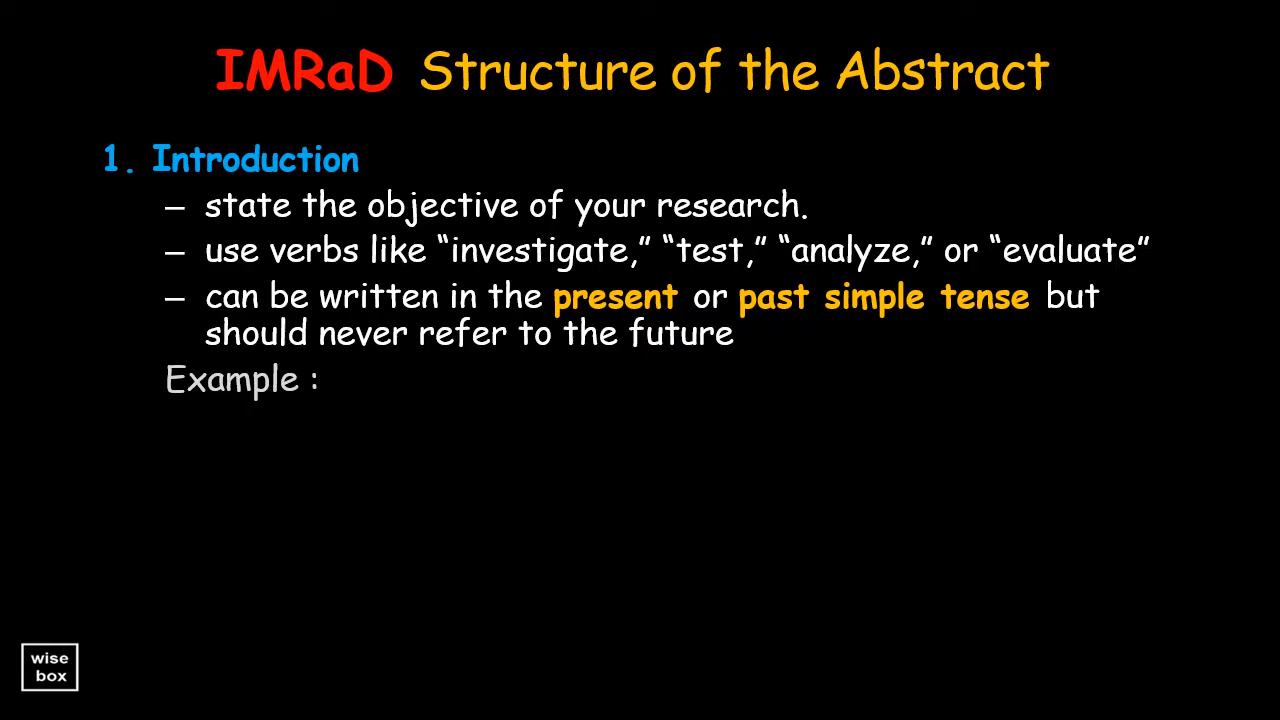 IMRaD Structure of the Abstract
1. Introduction
– state the objective of your research.
– use verbs like “investigate,” “test,” “analyze,” or “evaluate”
– can be written in the present or past simple tense but
should never refer to the future
Example :
wise
box